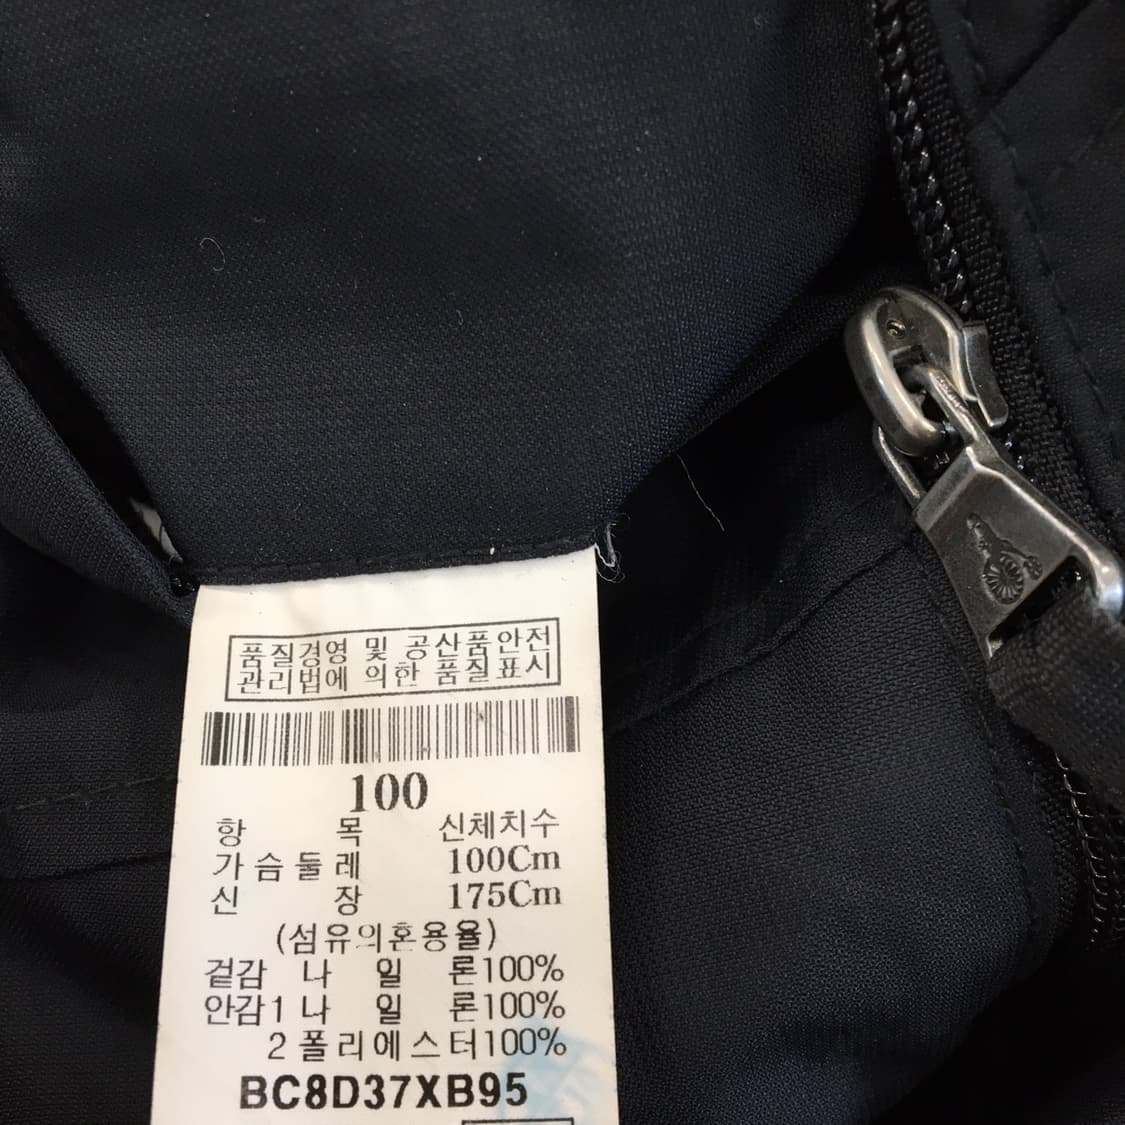 품질경영 및 공산품안전
관리법에 의한 품질표시
100
항 목 신체치수
가슴둘레 100Cm
신 장 175Cm
(섬유의혼용율)
겉감 나 일 론100%
안감1 나 일 론100%
2 폴리에스터100%
BC8D37XB95